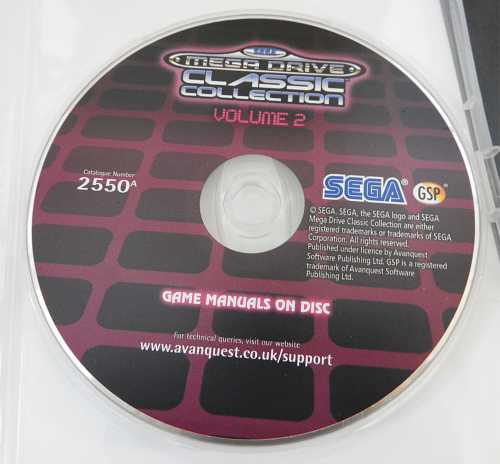 SEGA
MEGA DRIVE
CLASSIC
COLLECTION
VOLUME 2
Catalogue Number
2550A
SEGA®
GSP®
© SEGA. SEGA, the SEGA logo and SEGA
Mega Drive Classic Collection are either
registered trademarks or trademarks of SEGA
Corporation. All rights reserved.
Published under licence by Avanquest
Software Publishing Ltd. GSP is a registered
trademark of Avanquest Software
Publishing Ltd.
GAME MANUALS ON DISC
For technical queries, visit our website
www.avanquest.co.uk/support